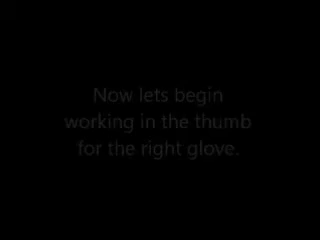 Now lets begin
working in the thumb
for the right glove.